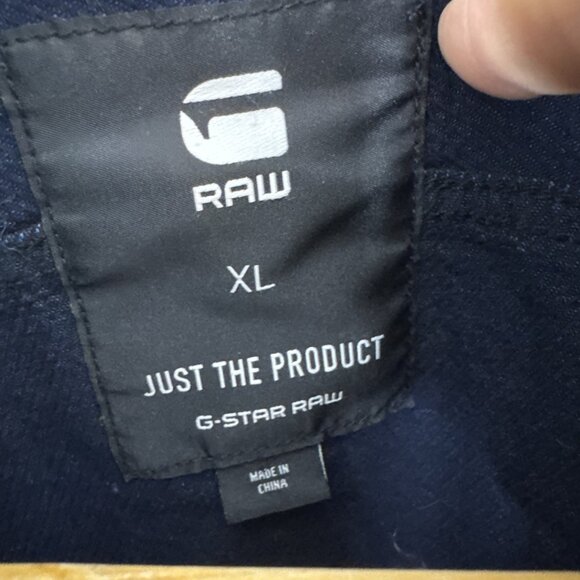 RAW
XL
JUST THE PRODUCT
G-STAR RAW
MADE IN
CHINA